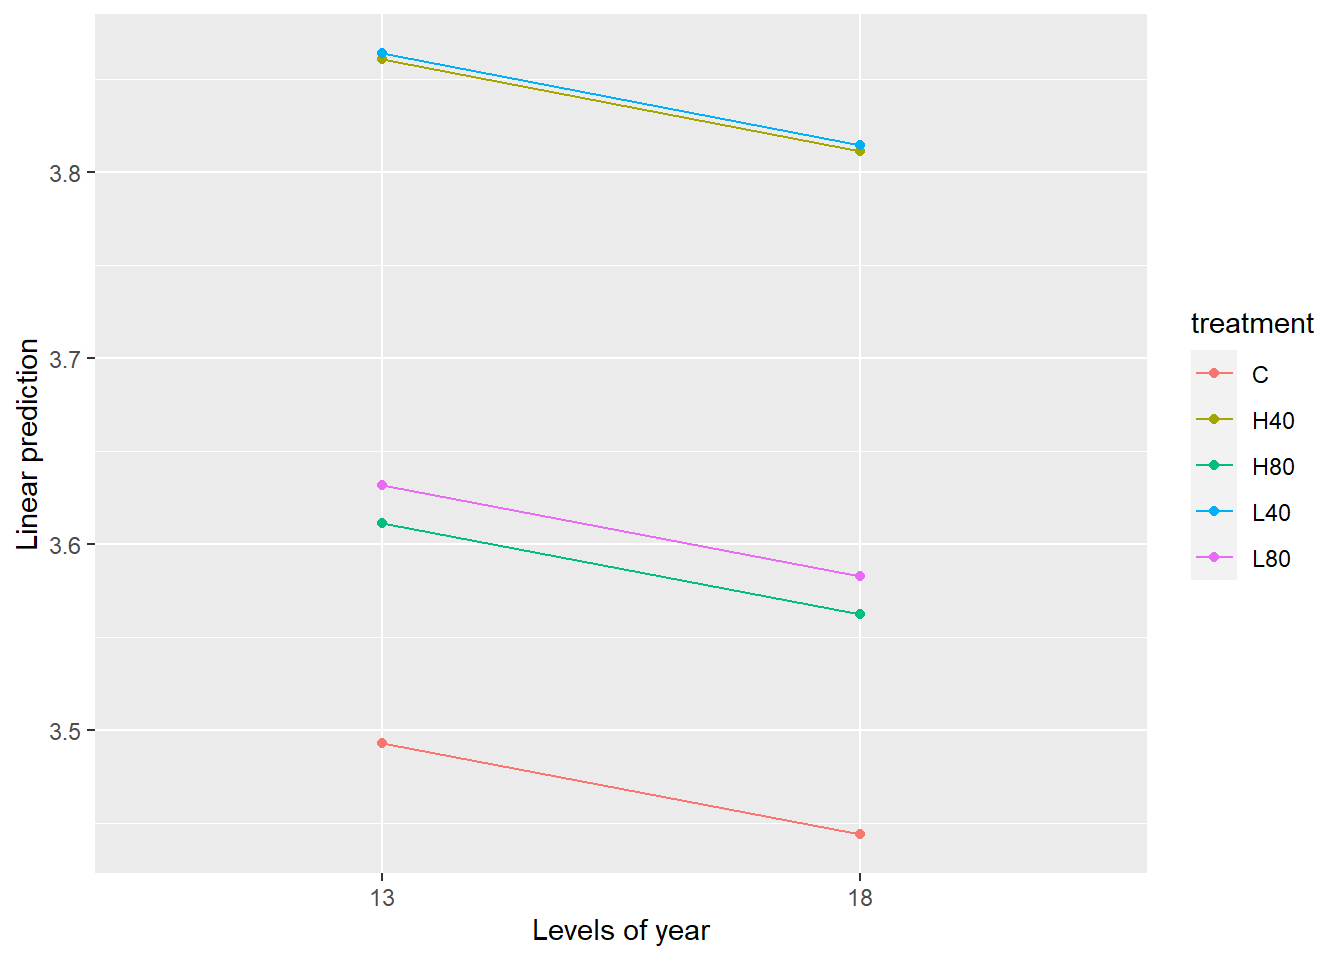 Linear prediction
3.8
3.7
3.6
3.5
13
18
Levels of year
treatment
C
H40
H80
L40
L80